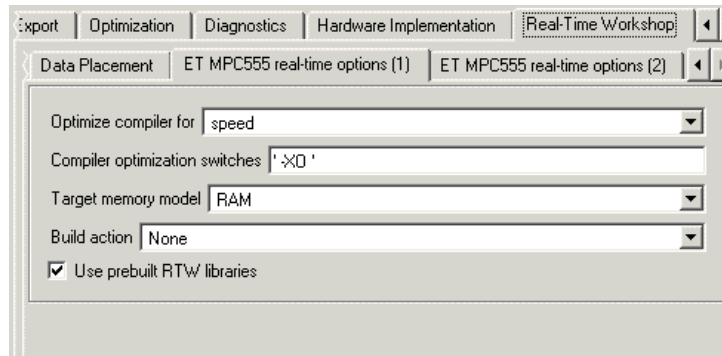 Export Optimization Diagnostics Hardware Implementation Real-Time Workshop
Data Placement ET MPC555 real-time options (1) ET MPC555 real-time options (2)
Optimize compiler for speed
Compiler optimization switches ' -XO '
Target memory model RAM
Build action None
Use prebuilt RTW libraries